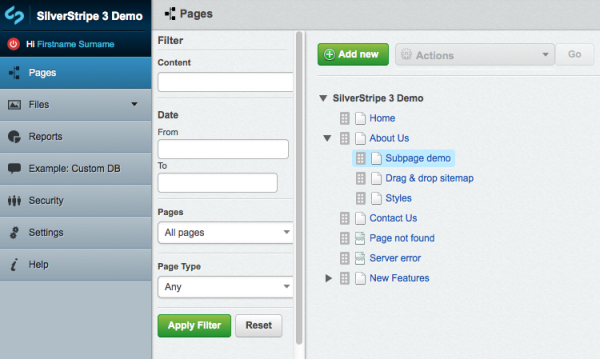 SilverStripe 3 Demo
Hi Firstname Surname
Pages
Files
Reports
Example: Custom DB
Security
Settings
Help
Pages
Filter
Content
Date
From
To
Pages
All pages
Page Type
Any
Apply Filter Reset
Add new Actions Go
SilverStripe 3 Demo
Home
About Us
Subpage demo
Drag & drop sitemap
Styles
Contact Us
Page not found
Server error
New Features